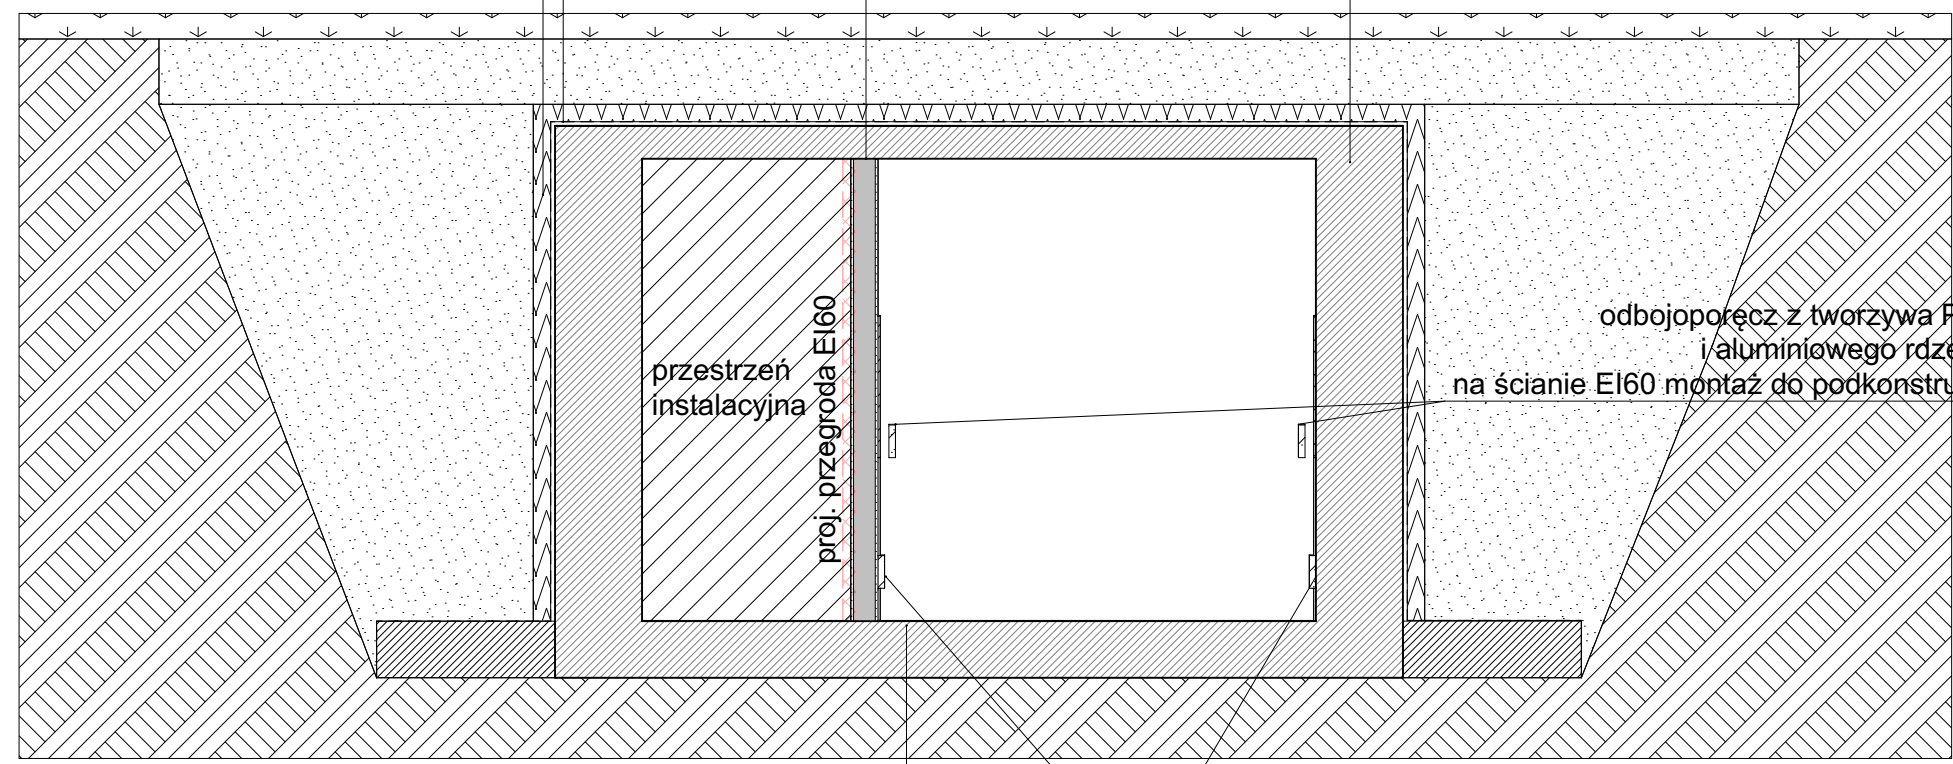 przestrzeń
instalacyjna
proj. przegroda EI60
odbojoporęcz z tworzywa
i aluminiowego
na ścianie EI60 montaż do